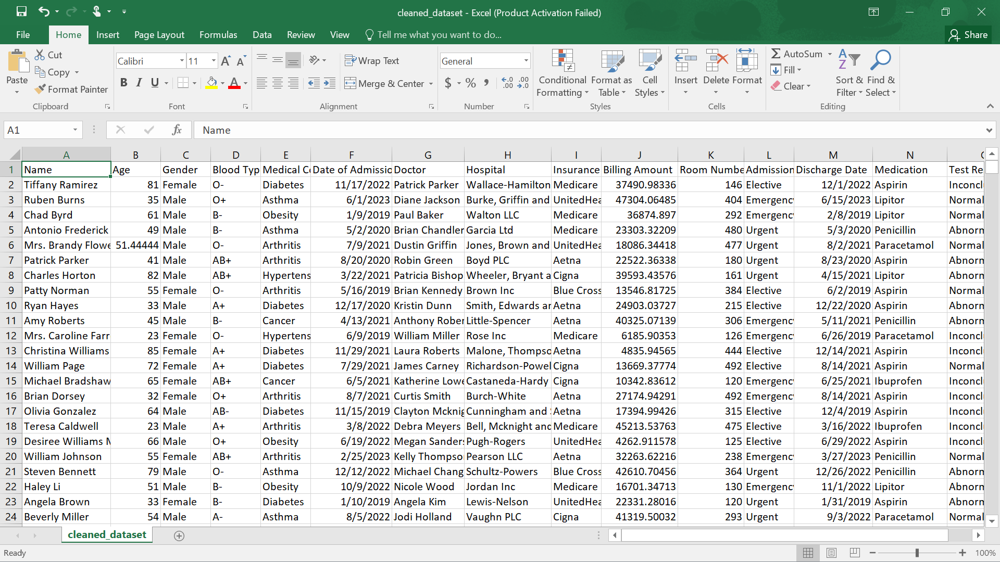 cleaned_dataset - Excel (Product Activation Failed)
File Home Insert Page Layout Formulas Data Review View Tell me what you want to do... Share
Paste Cut Copy Format Painter Clipboard
Calibri 11 A A B I U A Font
Wrap Text Merge & Center Alignment
General $ % , .0 .00 .00 .0 Number
Conditional Formatting Format as Table Cell Styles Styles
Insert Delete Format Cells
AutoSum Fill Clear Sort & Filter Find & Select Editing
A1 fx Name
A B C D E F G H I J K L M N
1 Name Age Gender Blood Typ Medical C Date of Admissio Doctor Hospital Insurance Billing Amount Room Numbe Admission Discharge Date Medication Test Re
2 Tiffany Ramirez 81 Female O- Diabetes 11/17/2022 Patrick Parker Wallace-Hamilton Medicare 37490.98336 146 Elective 12/1/2022 Aspirin Inconcl
3 Ruben Burns 35 Male O+ Asthma 6/1/2023 Diane Jackson Burke, Griffin and UnitedHea 47304.06485 404 Emergency 6/15/2023 Lipitor Normal
4 Chad Byrd 61 Male B- Obesity 1/9/2019 Paul Baker Walton LLC Medicare 36874.897 292 Emergency 2/8/2019 Lipitor Normal
5 Antonio Frederick 49 Male B- Asthma 5/2/2020 Brian Chandler Garcia Ltd Medicare 23303.32209 480 Urgent 5/3/2020 Penicillin Abnorn
6 Mrs. Brandy Flowe 51.44444 Male O- Arthritis 7/9/2021 Dustin Griffin Jones, Brown and UnitedHea 18086.34418 477 Urgent 8/2/2021 Paracetamol Normal
7 Patrick Parker 41 Male AB+ Arthritis 8/20/2020 Robin Green Boyd PLC Aetna 22522.36338 180 Urgent 8/23/2020 Aspirin Abnorn
8 Charles Horton 82 Male AB+ Hypertens 3/22/2021 Patricia Bishop Wheeler, Bryant a Cigna 39593.43576 161 Urgent 4/15/2021 Lipitor Abnorn
9 Patty Norman 55 Female O- Arthritis 5/16/2019 Brian Kennedy Brown Inc Blue Cross 13546.81725 384 Elective 6/2/2019 Aspirin Normal
10 Ryan Hayes 33 Male A+ Diabetes 12/17/2020 Kristin Dunn Smith, Edwards ar Aetna 24903.03727 215 Elective 12/22/2020 Aspirin Abnorn
11 Amy Roberts 45 Male B- Cancer 4/13/2021 Anthony Rober Little-Spencer Aetna 40325.07139 306 Emergency 5/11/2021 Penicillin Abnorn
12 Mrs. Caroline Farr 23 Female O- Hypertens 6/9/2019 William Miller Rose Inc Medicare 6185.90353 126 Emergency 6/26/2019 Paracetamol Inconcl
13 Christina Williams 85 Female A+ Diabetes 11/29/2021 Laura Roberts Malone, Thompso Aetna 4835.94565 444 Elective 12/14/2021 Aspirin Inconcl
14 William Page 72 Female A+ Diabetes 7/29/2021 James Carney Richardson-Powel Cigna 13669.37774 492 Elective 8/14/2021 Aspirin Normal
15 Michael Bradshaw 65 Female AB+ Cancer 6/5/2021 Katherine Lowe Castaneda-Hardy Cigna 10342.83612 120 Emergency 6/25/2021 Ibuprofen Inconcl
16 Brian Dorsey 32 Female O+ Arthritis 8/7/2021 Curtis Smith Burch-White Aetna 27174.94291 492 Emergency 8/14/2021 Aspirin Inconcl
17 Olivia Gonzalez 64 Male AB- Diabetes 11/15/2019 Clayton Mcknig Cunningham and Aetna 17394.99426 315 Elective 12/4/2019 Aspirin Inconcl
18 Teresa Caldwell 23 Male A+ Arthritis 3/8/2022 Debra Meyers Bell, Mcknight and Medicare 45213.53763 475 Elective 3/16/2022 Ibuprofen Inconcl
19 Desiree Williams M 66 Male O+ Obesity 6/19/2022 Megan Sanders Pugh-Rogers UnitedHea 4262.911578 125 Elective 6/29/2022 Aspirin Inconcl
20 William Johnson 55 Female AB+ Arthritis 2/25/2023 Kelly Thompso Pearson LLC Aetna 32263.62216 238 Emergency 3/27/2023 Penicillin Normal
21 Steven Bennett 79 Male O- Asthma 12/12/2022 Michael Chang Schultz-Powers Blue Cross 42610.70456 364 Urgent 12/26/2022 Penicillin Abnorn
22 Haley Li 51 Male B- Obesity 10/9/2022 Nicole Wood Jordan Inc Medicare 16701.34713 130 Emergency 11/1/2022 Lipitor Abnorn
23 Angela Brown 33 Female B- Diabetes 1/10/2019 Angela Kim Lewis-Nelson UnitedHea 22331.28016 120 Urgent 1/31/2019 Aspirin Abnorn
24 Beverly Miller 54 Male A- Asthma 8/5/2022 Jodi Holland Vaughn PLC Cigna 41319.50032 293 Urgent 9/3/2022 Paracetamol Normal
cleaned_dataset
Ready 100%